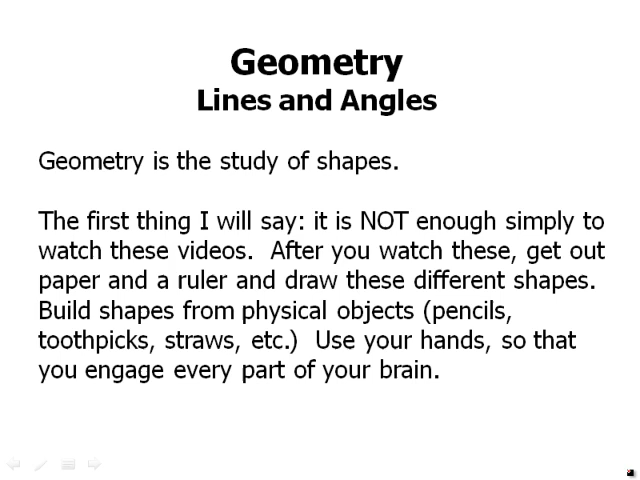 Geometry
Lines and Angles
Geometry is the study of shapes.
The first thing I will say: it is NOT enough simply to
watch these videos.  After you watch these, get out
paper and a ruler and draw these different shapes.
Build shapes from physical objects (pencils,
toothpicks, straws, etc.)  Use your hands, so that
you engage every part of your brain.